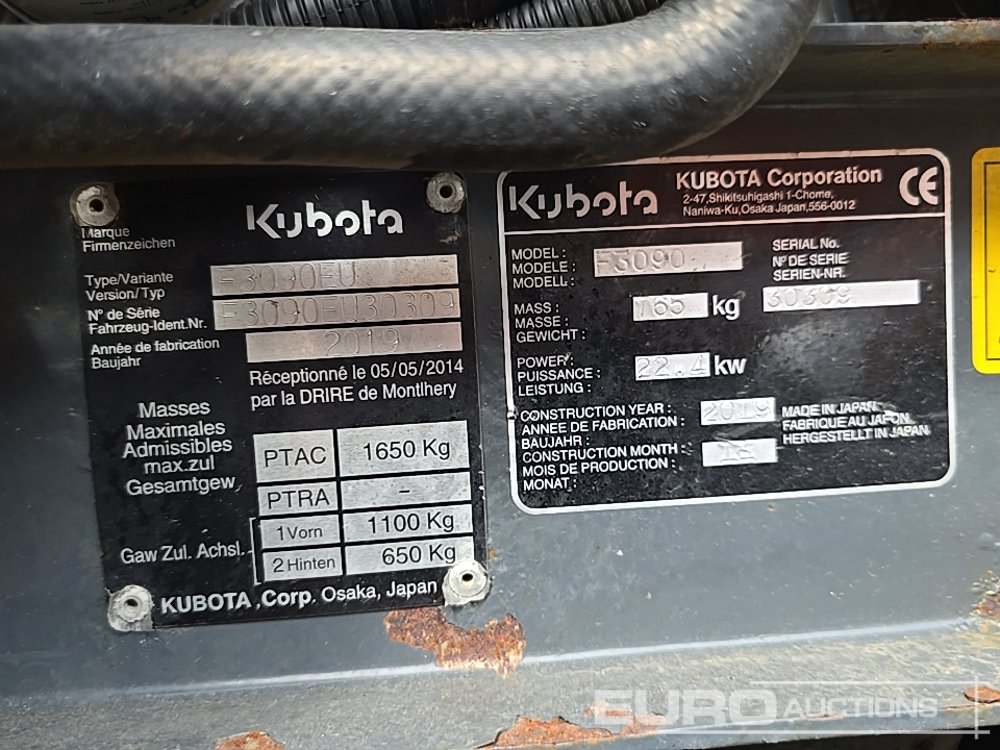 Kubota
Marque
Firmenzeichen
Type/Variante
Version/Typ
F3090EU
N° de Série
Fahrzeug-Ident.Nr.
F3090EU30309
Année de fabrication
Baujahr
2019
Réceptionné le 05/05/2014
par la DRIRE de Montlhery
Masses
Maximales
Admissibles
max.zul
Gesamtgew.
PTAC 1650 Kg
PTRA –
Gaw Zul. Achsl.
1 Vorn 1100 Kg
2 Hinten 650 Kg
KUBOTA ,Corp. Osaka, Japan
Kubota
KUBOTA Corporation
2-47,Shikitsuhigashi 1-Chome,
Naniwa-Ku,Osaka Japan,556-0012
CE
MODEL :
MODELE :
MODELL :
F3090
SERIAL No.
N° DE SERIE
SERIEN-NR.
30309
MASS :
MASSE :
GEWICHT :
765 kg
POWER :
PUISSANCE :
LEISTUNG :
22.4 kw
CONSTRUCTION YEAR :
ANNEE DE FABRICATION :
BAUJAHR :
2019
CONSTRUCTION MONTH :
MOIS DE PRODUCTION :
MONAT :
MADE IN JAPAN
FABRIQUE AU JAPON
HERGESTELLT IN JAPAN
EURO AUCTIONS